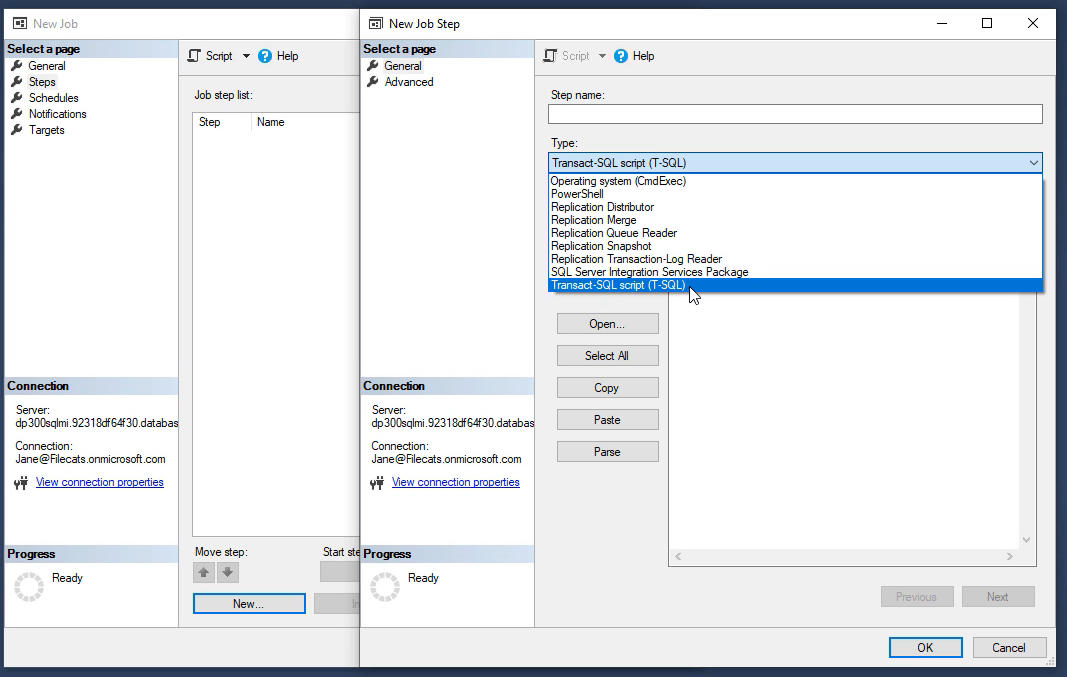 New Job
Select a page
General
Steps
Schedules
Notifications
Targets
Script
Help
Job step list:
Step Name
Connection
Server:
dp300sqlmi.92318df64f30.databas
Connection:
Jane@Filecats.onmicrosoft.com
View connection properties
Progress
Ready
Move step:
Start ste
New...
In
New Job Step
Select a page
General
Advanced
Script
Help
Step name:
Type:
Transact-SQL script (T-SQL)
Operating system (CmdExec)
PowerShell
Replication Distributor
Replication Merge
Replication Queue Reader
Replication Snapshot
Replication Transaction-Log Reader
SQL Server Integration Services Package
Transact-SQL script (T-SQL)
Open...
Select All
Copy
Paste
Parse
Connection
Server:
dp300sqlmi.92318df64f30.databas
Connection:
Jane@Filecats.onmicrosoft.com
View connection properties
Progress
Ready
Previous
Next
OK
Cancel